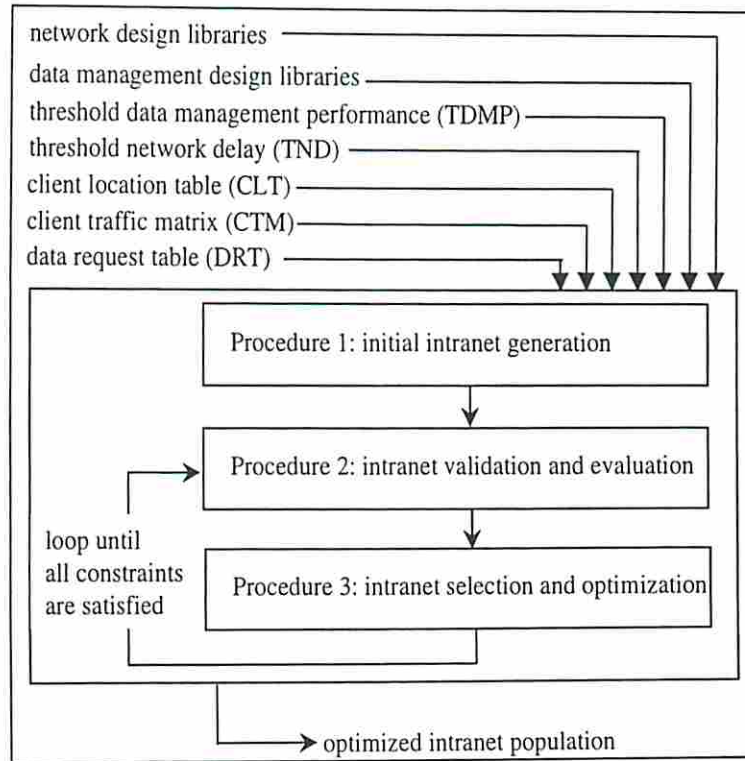 network design libraries
data management design libraries
threshold data management performance (TDMP)
threshold network delay (TND)
client location table (CLT)
client traffic matrix (CTM)
data request table (DRT)
Procedure 1: initial intranet generation
Procedure 2: intranet validation and evaluation
loop until
all constraints
are satisfied
Procedure 3: intranet selection and optimization
optimized intranet population